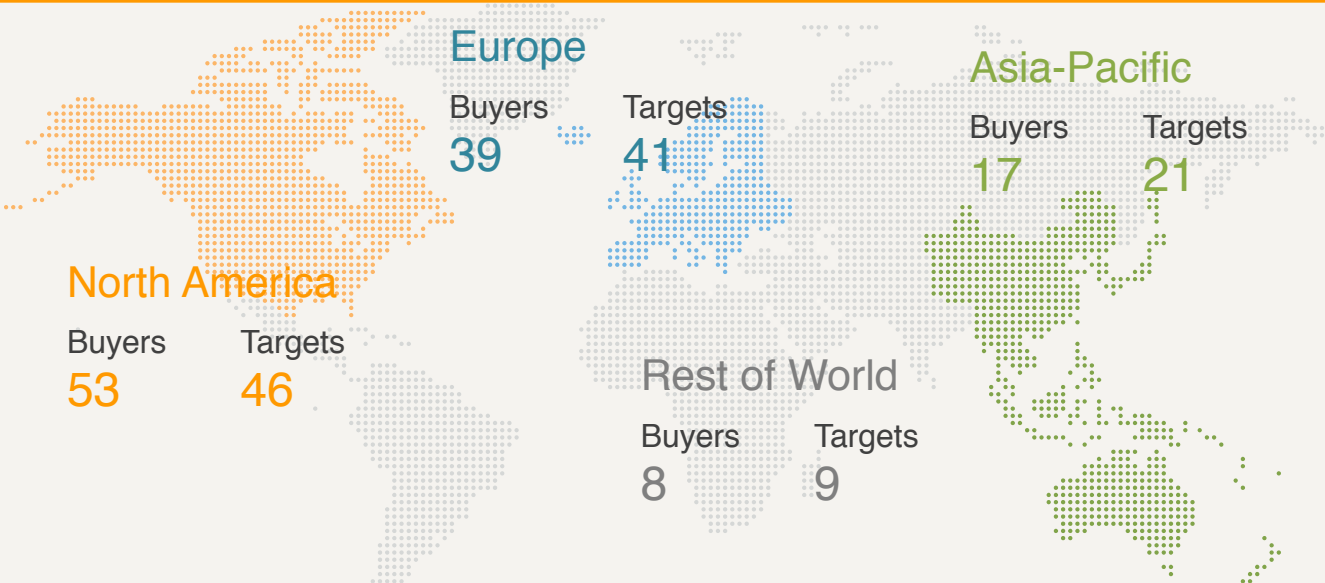 Europe
Buyers Targets
39 41
Asia-Pacific
Buyers Targets
17 21
North America
Buyers Targets
53 46
Rest of World
Buyers Targets
8 9